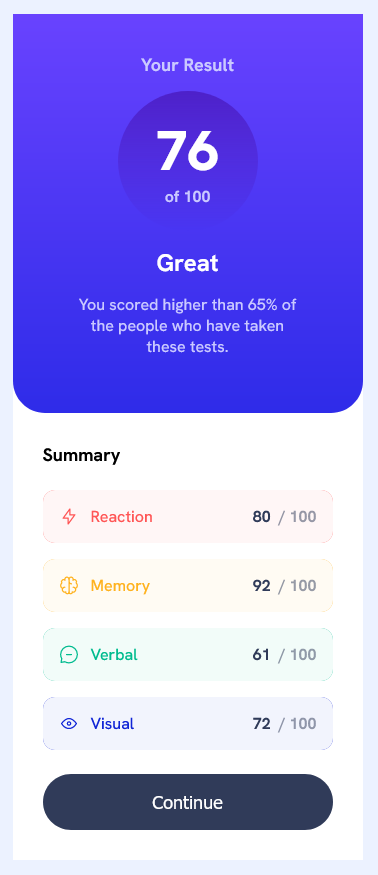 Your Result
76
of 100
Great
You scored higher than 65% of
the people who have taken
these tests.
Summary
Reaction 80 / 100
Memory 92 / 100
Verbal 61 / 100
Visual 72 / 100
Continue